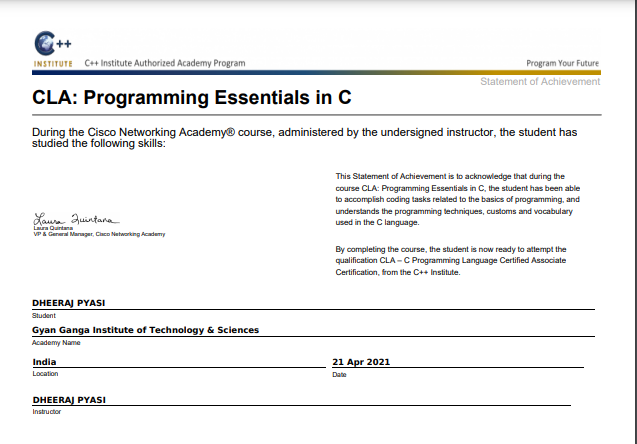 C++
INSTITUTE
C++ Institute Authorized Academy Program
Program Your Future
Statement of Achievement
CLA: Programming Essentials in C
During the Cisco Networking Academy® course, administered by the undersigned instructor, the student has
studied the following skills:
This Statement of Achievement is to acknowledge that during the
course CLA: Programming Essentials in C, the student has been able
to accomplish coding tasks related to the basics of programming, and
understands the programming techniques, customs and vocabulary
used in the C language.
Laura Quintana
Laura Quintana
VP & General Manager, Cisco Networking Academy
By completing the course, the student is now ready to attempt the
qualification CLA – C Programming Language Certified Associate
Certification, from the C++ Institute.
DHEERAJ PYASI
Student
Gyan Ganga Institute of Technology & Sciences
Academy Name
India
Location
21 Apr 2021
Date
DHEERAJ PYASI
Instructor